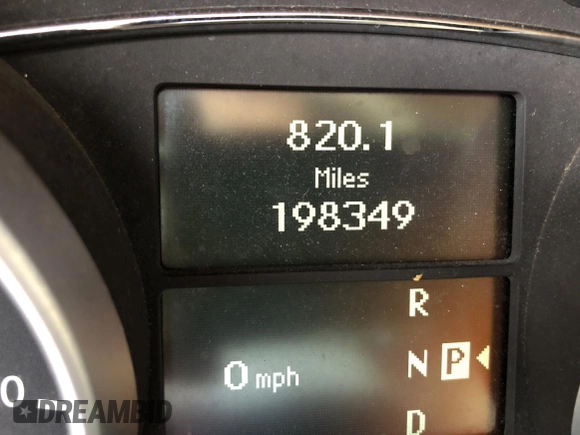 820.1
Miles
198349
R
0 mph
N P
D
0
DREAMBID